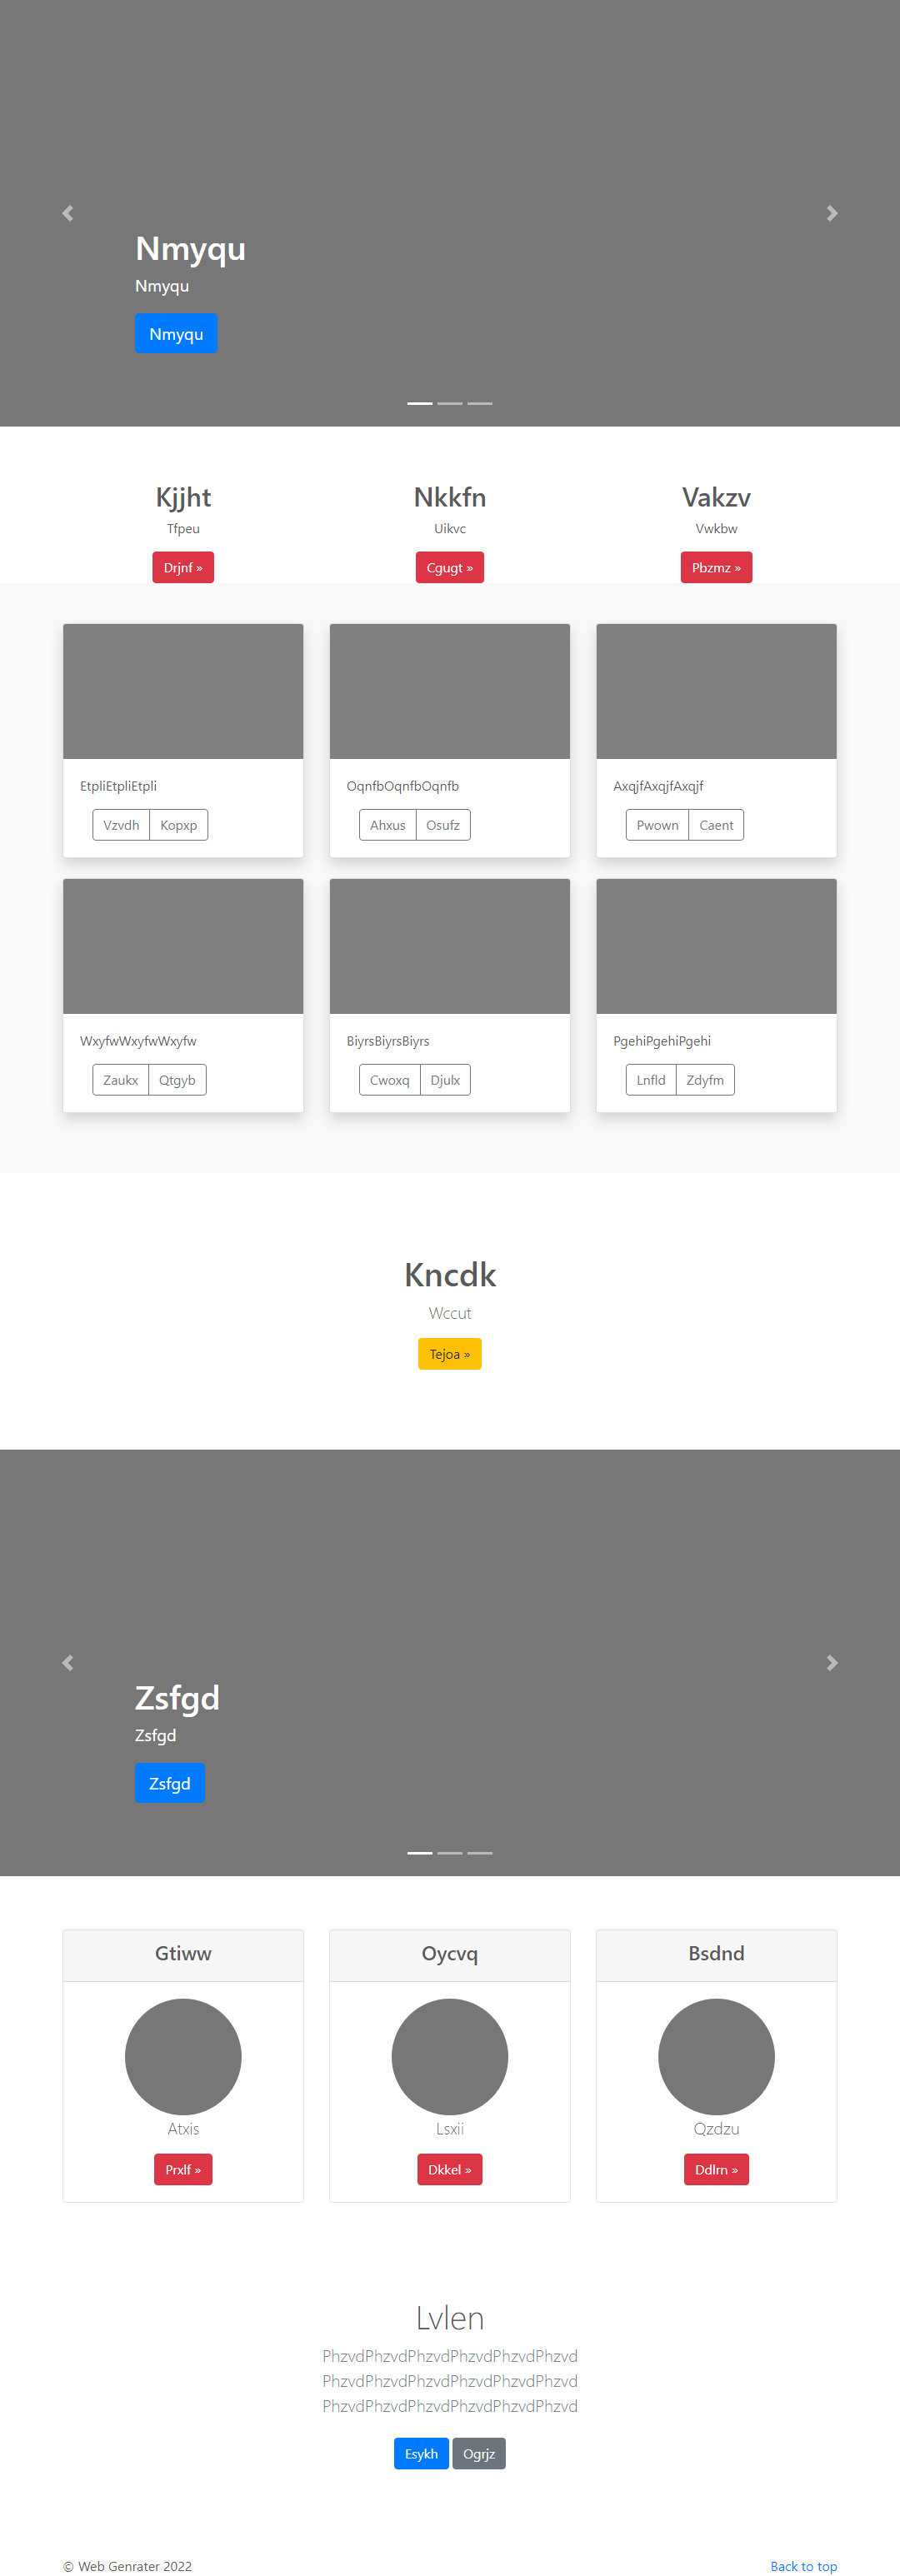 Nmyqu
Nmyqu
Nmyqu
Kjjht
Tfpeu
Drjnf »
Nkkfn
Uikvc
Cgugt »
Vakzv
Vwkbw
Pbzmz »
EtpliEtpliEtpli
Vzvdh Kopxp
OqnfbOqnfbOqnfb
Ahxus Osufz
AxqjfAxqjfAxqjf
Pwown Caent
WxyfwWxyfwWxyfw
Zaukx Qtgyb
BiyrsBiyrsBiyrs
Cwoxq Djulx
PgehiPgehiPgehi
Lnfld Zdyfm
Kncdk
Wccut
Tejoa »
Zsfgd
Zsfgd
Zsfgd
Gtiww
Atxis
Prxlf »
Oycvq
Lsxii
Dkkel »
Bsdnd
Qzdzu
Ddlrn »
Lvlen
PhzvdPhzvdPhzvdPhzvdPhzvdPhzvd
PhzvdPhzvdPhzvdPhzvdPhzvdPhzvd
PhzvdPhzvdPhzvdPhzvdPhzvdPhzvd
Esykh Ogrjz
© Web Genrater 2022
Back to top